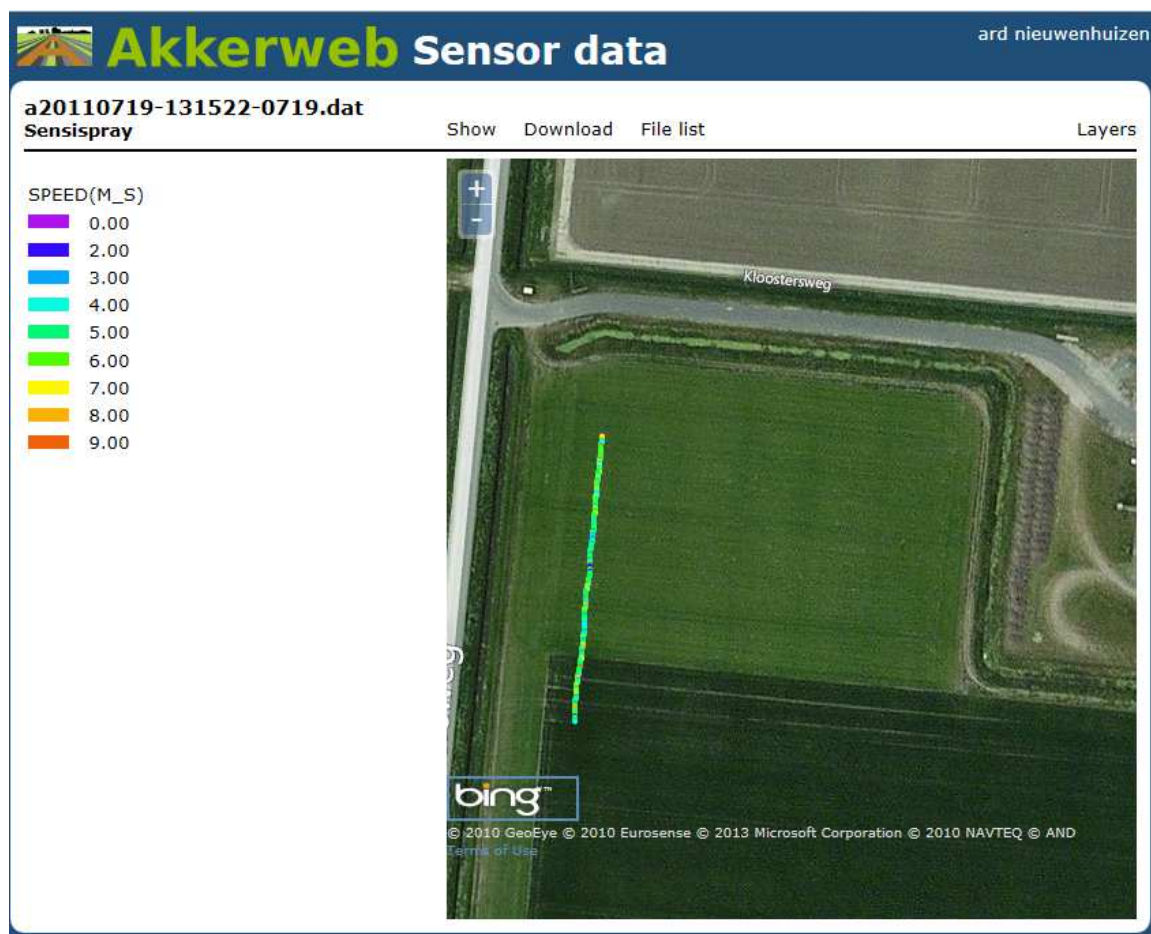 Akkerweb Sensor data
ard nieuwenhuizen
a20110719-131522-0719.dat
Sensispray
Show Download File list Layers
SPEED(M_S)
0.00
2.00
3.00
4.00
5.00
6.00
7.00
8.00
9.00
+
-
Kloostersweg
bing™
© 2010 GeoEye © 2010 Eurosense © 2013 Microsoft Corporation © 2010 NAVTEQ © AND
Terms of Use